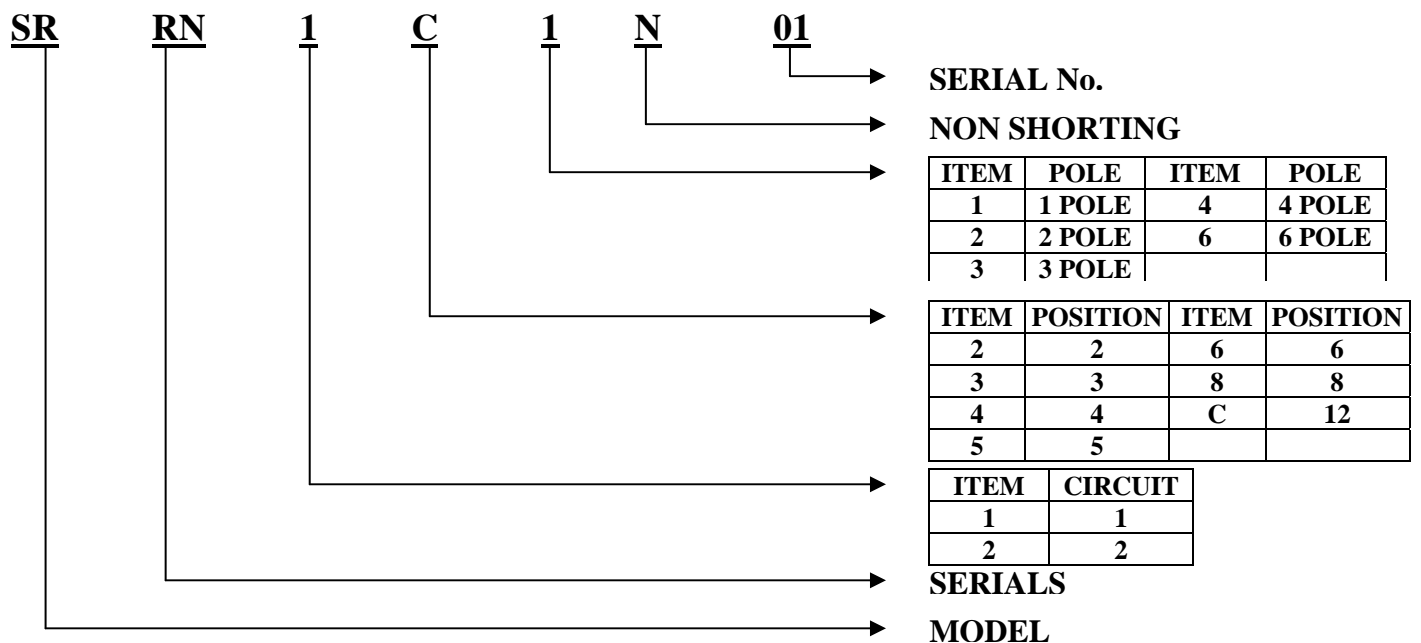 SR RN 1 C 1 N 01
SERIAL No.
NON SHORTING
ITEM POLE ITEM POLE
1 1 POLE 4 4 POLE
2 2 POLE 6 6 POLE
3 3 POLE
ITEM POSITION ITEM POSITION
2 2 6 6
3 3 8 8
4 4 C 12
5 5
ITEM CIRCUIT
1 1
2 2
SERIALS
MODEL